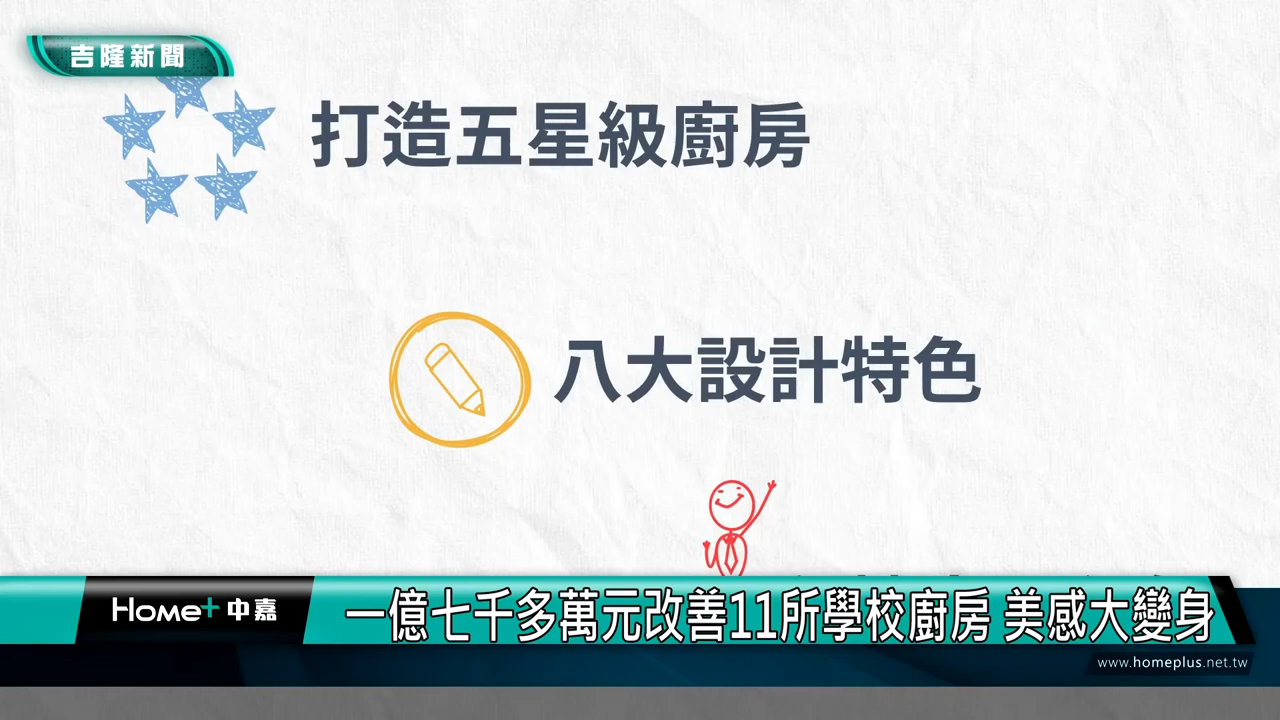 吉隆新聞
打造五星級廚房
八大設計特色
Home+中嘉
一億七千多萬元改善11所學校廚房 美感大變身
www.homeplus.net.tw